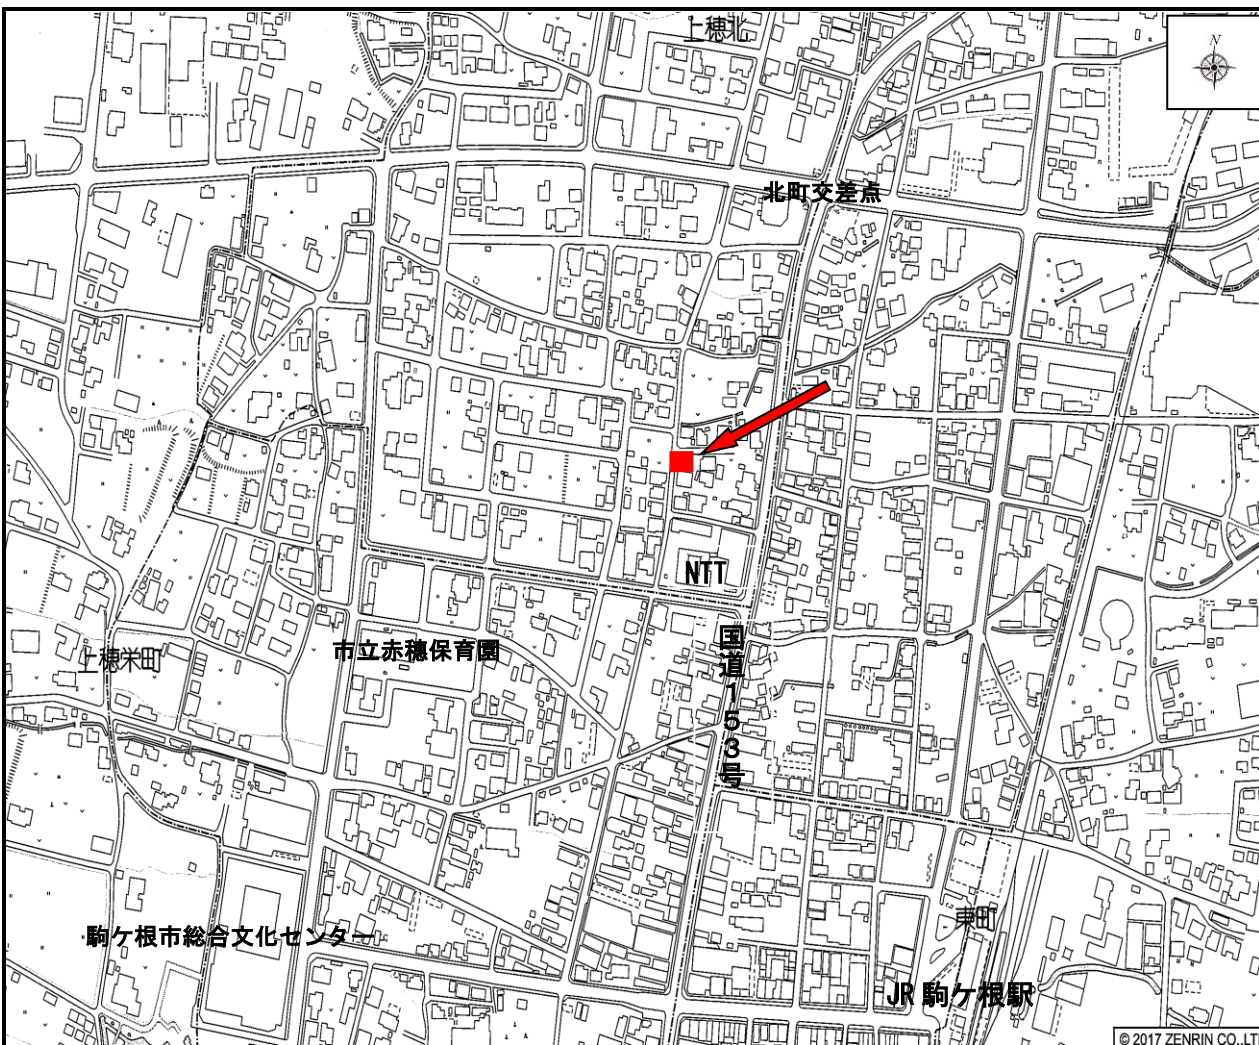 上穂北
N
北町交差点
NTT
国道153号
市立赤穂保育園
上穂栄町
駒ケ根市総合文化センター
東町
JR 駒ケ根駅
© 2017 ZENRIN CO.,LT